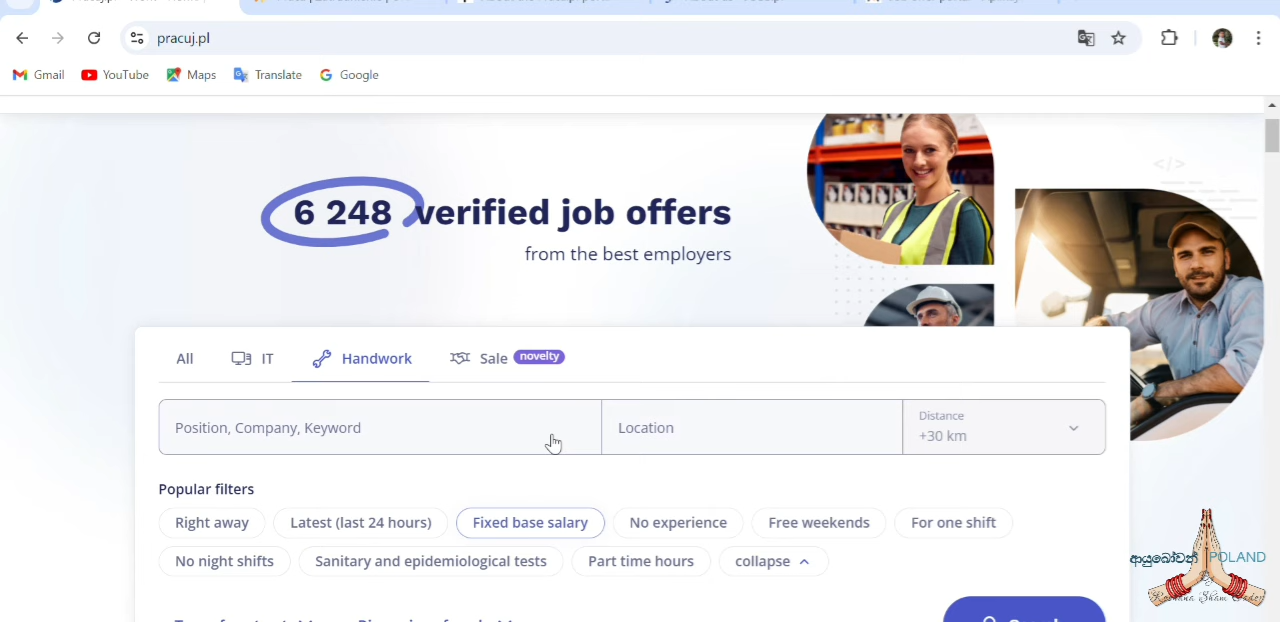 pracuj.pl
Gmail YouTube Maps Translate Google
6 248 verified job offers
from the best employers
</>
All IT Handwork Sale novelty
Position, Company, Keyword Location Distance
+30 km
Popular filters
Right away Latest (last 24 hours) Fixed base salary No experience Free weekends For one shift
No night shifts Sanitary and epidemiological tests Part time hours collapse
ආයුබෝවන් POLAND